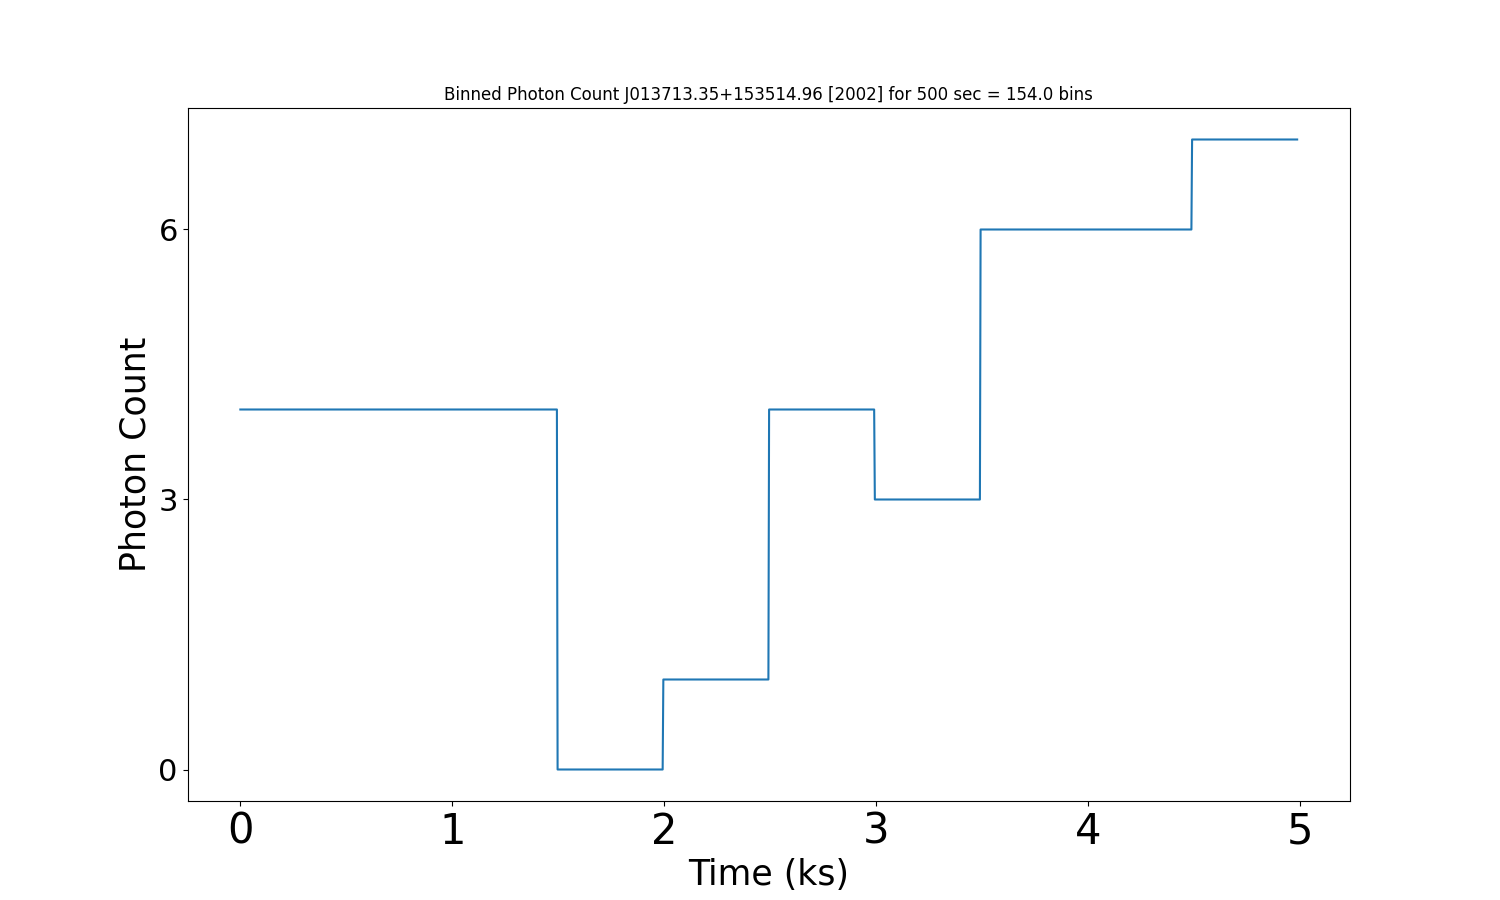 Binned Photon Count J013713.35+153514.96 [2002] for 500 sec = 154.0 bins
Photon Count
6
3
0
0 1 2 3 4 5
Time (ks)